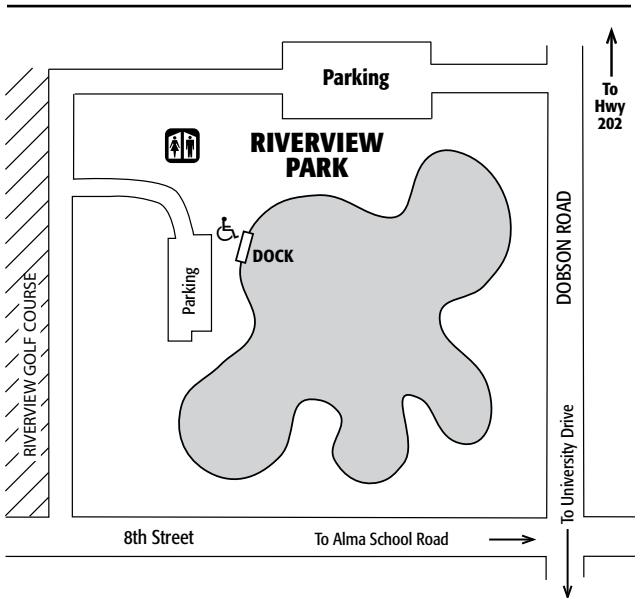 Parking
To
Hwy
202
RIVERVIEW
PARK
DOCK
Parking
RIVERVIEW GOLF COURSE
DOBSON ROAD
To University Drive
8th Street
To Alma School Road